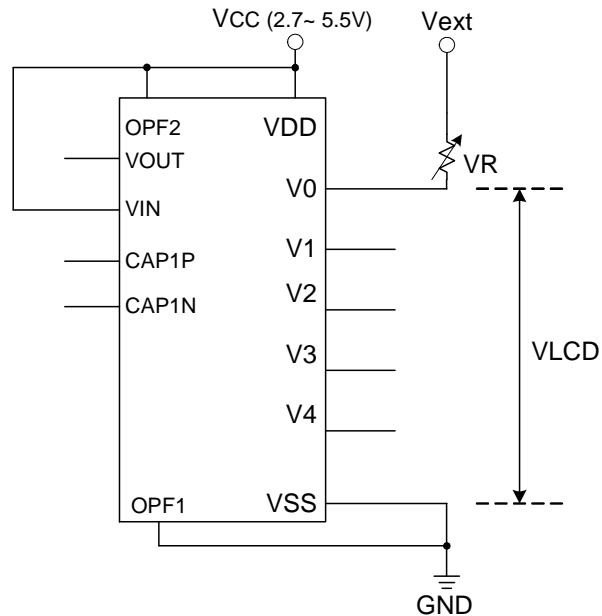 VCC (2.7~ 5.5V)
Vext
OPF2
VDD
VOUT
VR
V0
VIN
V1
CAP1P
V2
CAP1N
V3
VLCD
V4
OPF1
VSS
GND